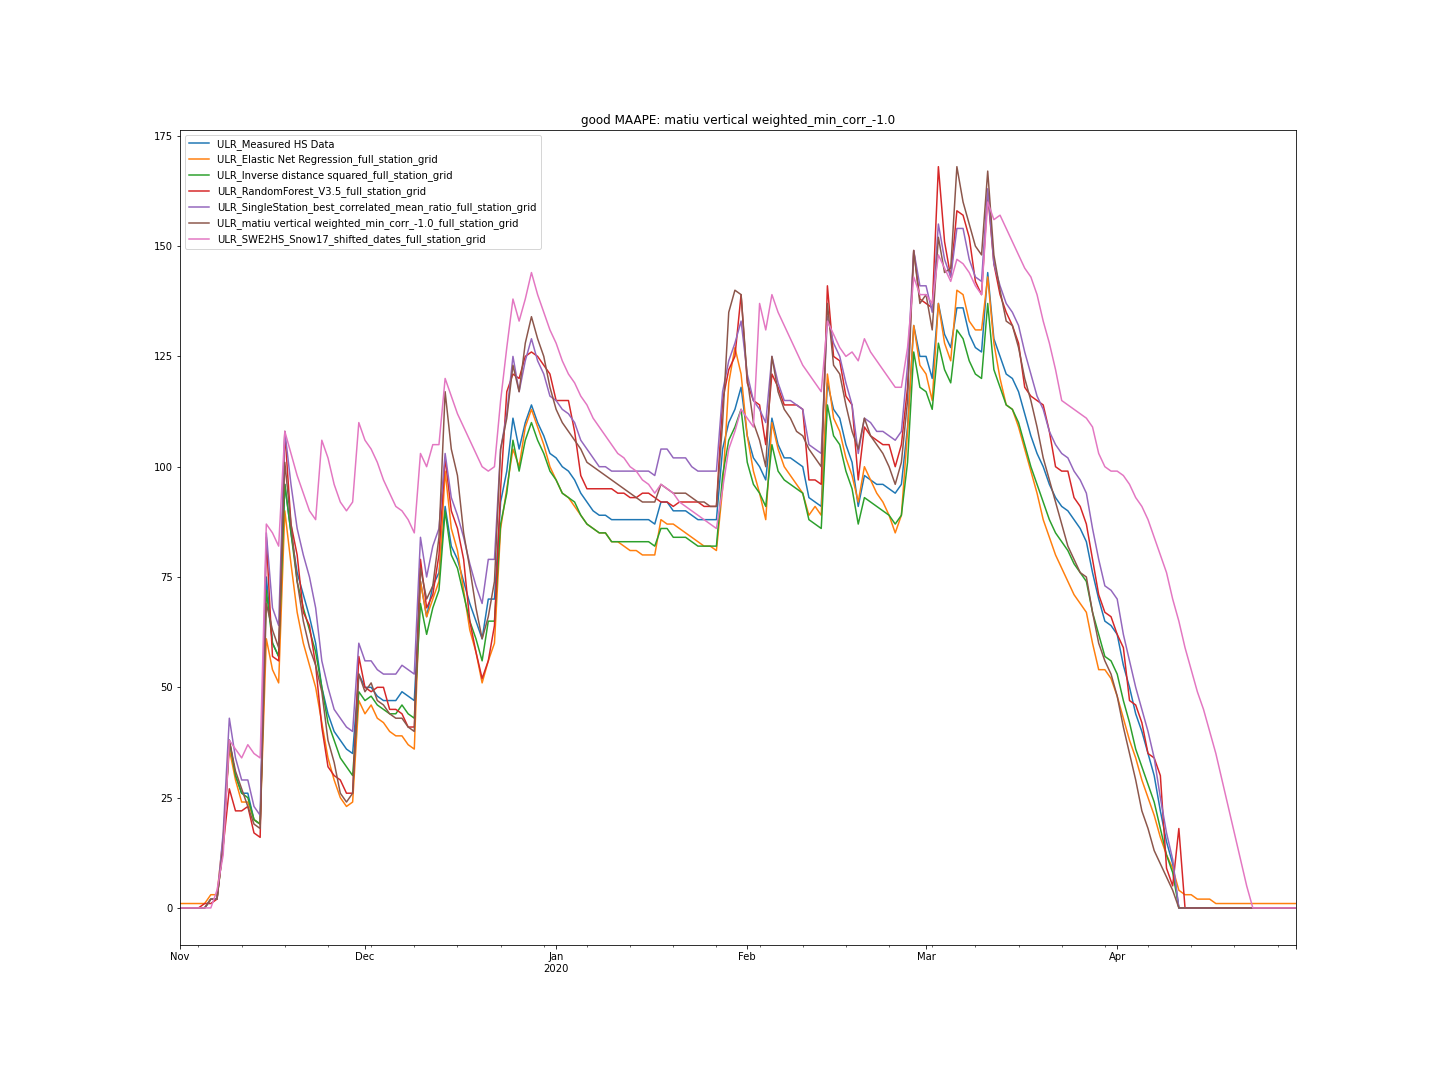 good MAAPE: matiu vertical weighted_min_corr_-1.0
175
150
125
100
75
50
25
0
ULR_Measured HS Data
ULR_Elastic Net Regression_full_station_grid
ULR_Inverse distance squared_full_station_grid
ULR_RandomForest_V3.5_full_station_grid
ULR_SingleStation_best_correlated_mean_ratio_full_station_grid
ULR_matiu vertical weighted_min_corr_-1.0_full_station_grid
ULR_SWE2HS_Snow17_shifted_dates_full_station_grid
Nov Dec Jan Feb Mar Apr
2020